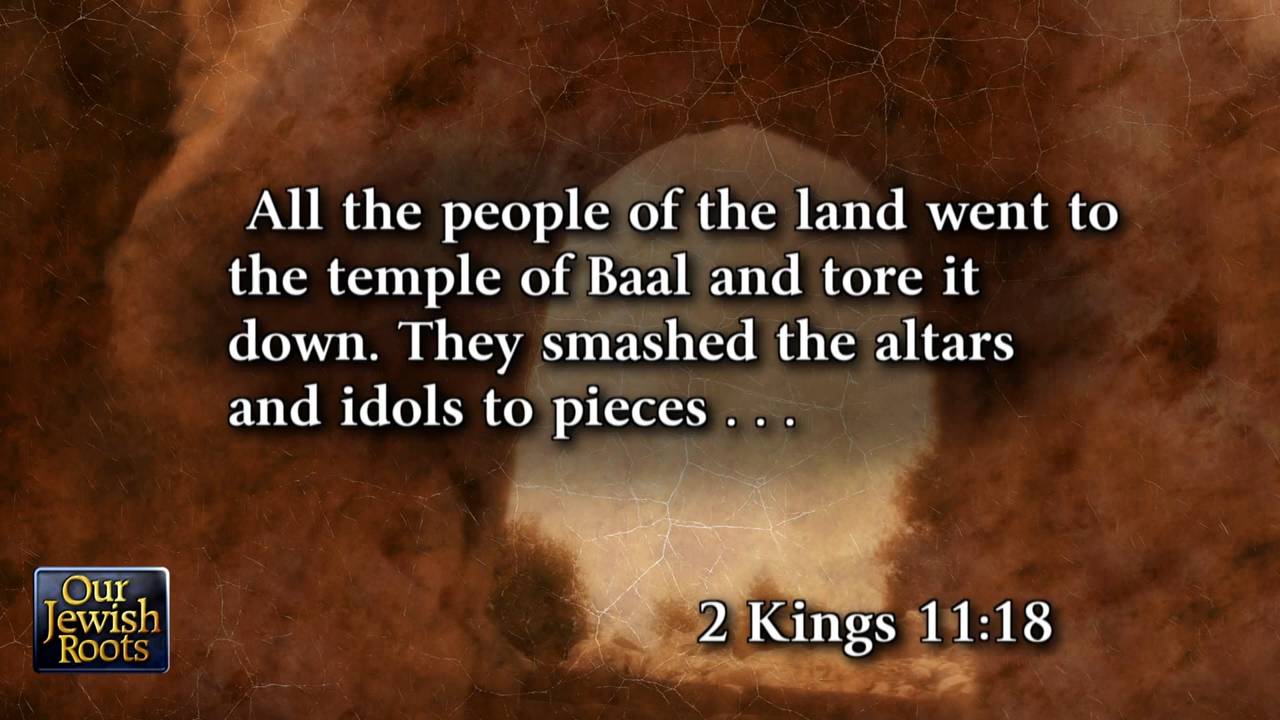 All the people of the land went to
the temple of Baal and tore it
down. They smashed the altars
and idols to pieces . . .
2 Kings 11:18
Our
Jewish
Roots